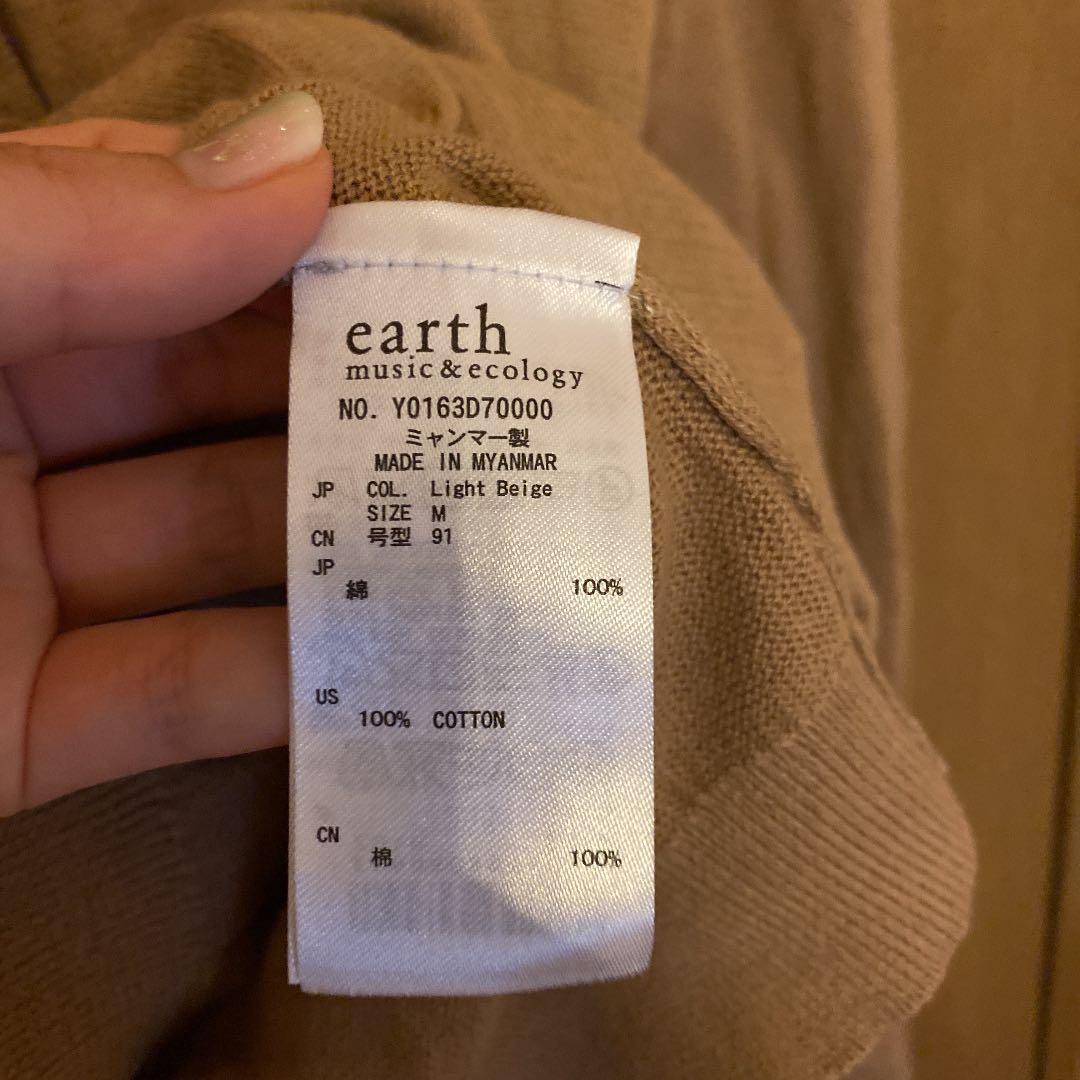 earth
music & ecology
NO. Y0163D70000
ミャンマー製
MADE IN MYANMAR
JP COL. Light Beige
SIZE M
CN 号型 91
JP
綿 100%
US
100% COTTON
CN
棉 100%